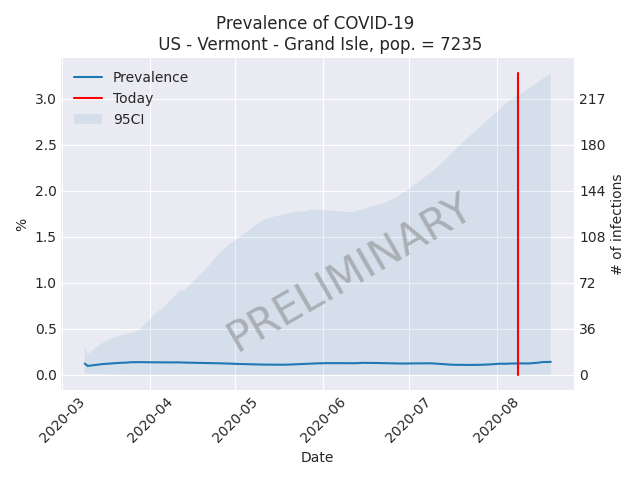 Prevalence of COVID-19
US - Vermont - Grand Isle, pop. = 7235
Prevalence
Today
95CI
%
3.0
2.5
2.0
1.5
1.0
0.5
0.0
217
180
144
108
72
36
0
# of infections
PRELIMINARY
2020-03
2020-04
2020-05
2020-06
2020-07
2020-08
Date